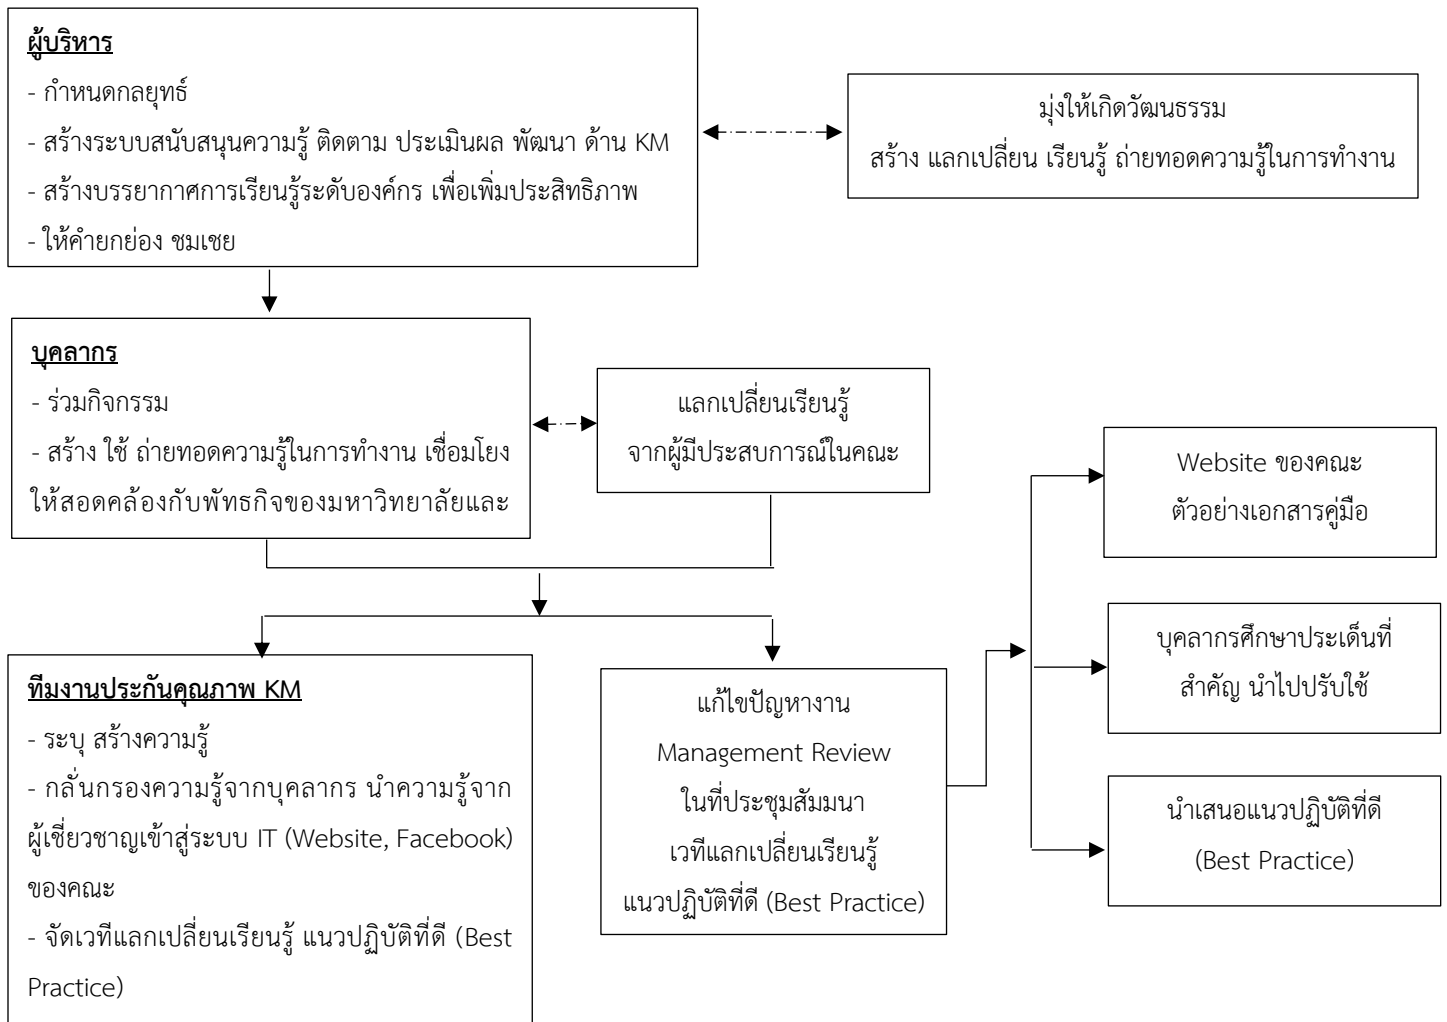 ผู้บริหาร
- กำหนดกลยุทธ์
- สร้างระบบสนับสนุนความรู้ ติดตาม ประเมินผล พัฒนา ด้าน KM
- สร้างบรรยากาศการเรียนรู้ระดับองค์กร เพื่อเพิ่มประสิทธิภาพ
- ให้คำยกย่อง ชมเชย
มุ่งให้เกิดวัฒนธรรม
สร้าง แลกเปลี่ยน เรียนรู้ ถ่ายทอดความรู้ในการทำงาน
บุคลากร
- ร่วมกิจกรรม
- สร้าง ใช้ ถ่ายทอดความรู้ในการทำงาน เชื่อมโยง
ให้สอดคล้องกับพัทธกิจของมหาวิทยาลัยและ
แลกเปลี่ยนเรียนรู้
จากผู้มีประสบการณ์ในคณะ
Website ของคณะ
ตัวอย่างเอกสารคู่มือ
บุคลากรศึกษาประเด็นที่
สำคัญ นำไปปรับใช้
นำเสนอแนวปฏิบัติที่ดี
(Best Practice)
ทีมงานประกันคุณภาพ KM
- ระบุ สร้างความรู้
- กลั่นกรองความรู้จากบุคลากร นำความรู้จาก
ผู้เชี่ยวชาญเข้าสู่ระบบ IT (Website, Facebook)
ของคณะ
- จัดเวทีแลกเปลี่ยนเรียนรู้ แนวปฏิบัติที่ดี (Best
Practice)
แก้ไขปัญหางาน
Management Review
ในที่ประชุมสัมมนา
เวทีแลกเปลี่ยนเรียนรู้
แนวปฏิบัติที่ดี (Best Practice)